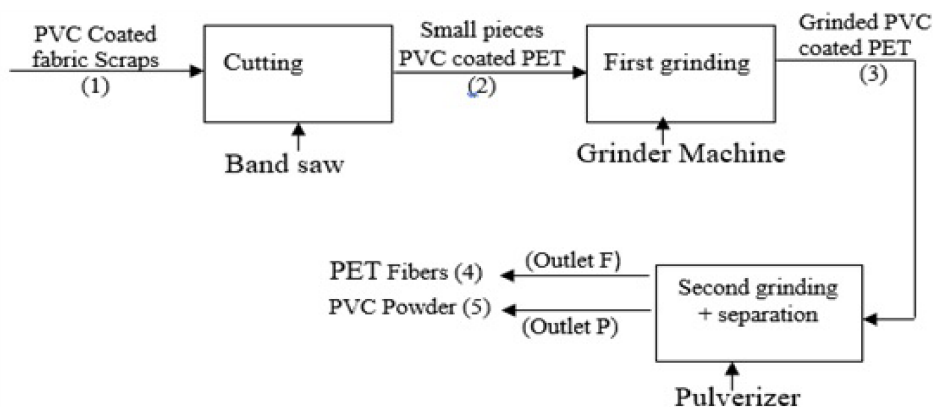 PVC Coated
fabric Scraps
(1)
Cutting
Band saw
Small pieces
PVC coated PET
(2)
First grinding
Grinder Machine
Grinded PVC
coated PET
(3)
PET Fibers (4)
(Outlet F)
PVC Powder (5)
(Outlet P)
Second grinding
+ separation
Pulverizer